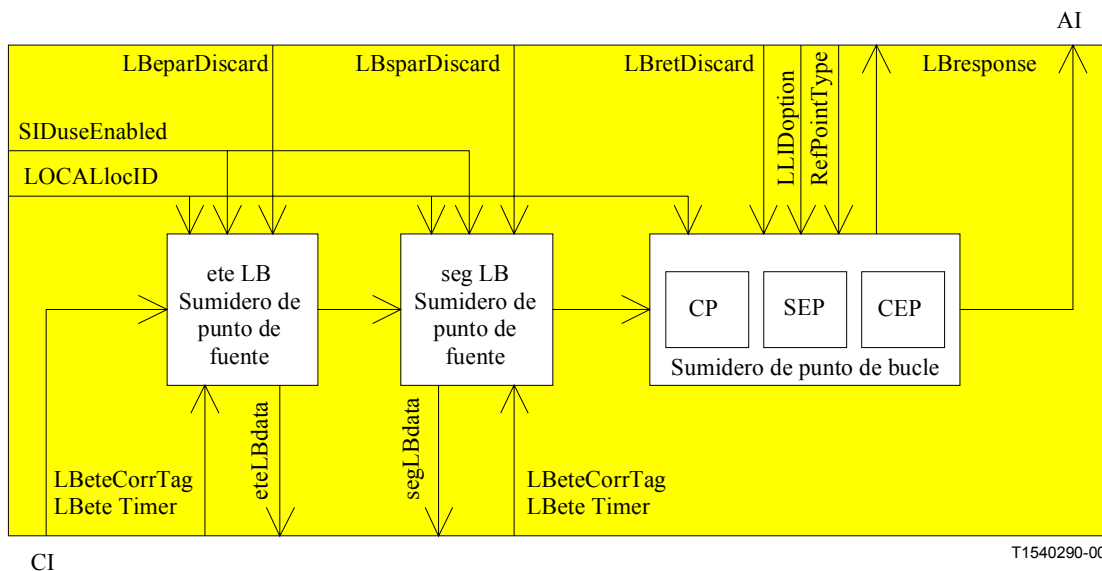 AI
LBeparDiscard
LBsparDiscard
LBretDiscard
LBresponse
LLIDoption
RefPointType
SIDuseEnabled
LOCALlocID
ete LB
Sumidero de
punto de
fuente
seg LB
Sumidero de
punto de
fuente
CP
SEP
CEP
Sumidero de punto de bucle
LBeteCorrTag
LBete Timer
eteLBdata
segLBdata
LBeteCorrTag
LBete Timer
CI
T1540290-00